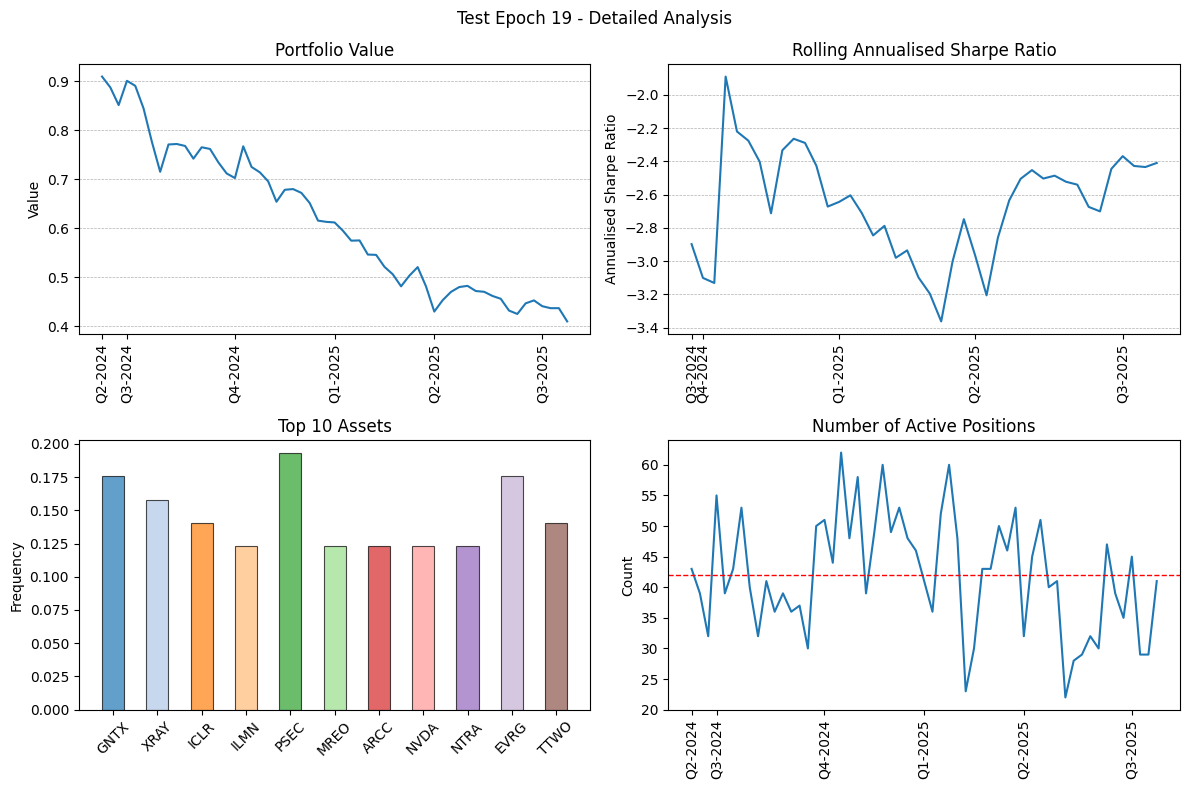 Test Epoch 19 - Detailed Analysis
Portfolio Value
Value
0.9
0.8
0.7
0.6
0.5
0.4
Q2-2024
Q3-2024
Q4-2024
Q1-2025
Q2-2025
Q3-2025
Rolling Annualised Sharpe Ratio
Annualised Sharpe Ratio
−2.0
−2.2
−2.4
−2.6
−2.8
−3.0
−3.2
−3.4
Q3-2024
Q4-2024
Q1-2025
Q2-2025
Q3-2025
Top 10 Assets
Frequency
0.200
0.175
0.150
0.125
0.100
0.075
0.050
0.025
0.000
GNTX
XRAY
ICLR
ILMN
PSEC
MREO
ARCC
NVDA
NTRA
EVRG
TTWO
Number of Active Positions
Count
60
55
50
45
40
35
30
25
20
Q2-2024
Q3-2024
Q4-2024
Q1-2025
Q2-2025
Q3-2025